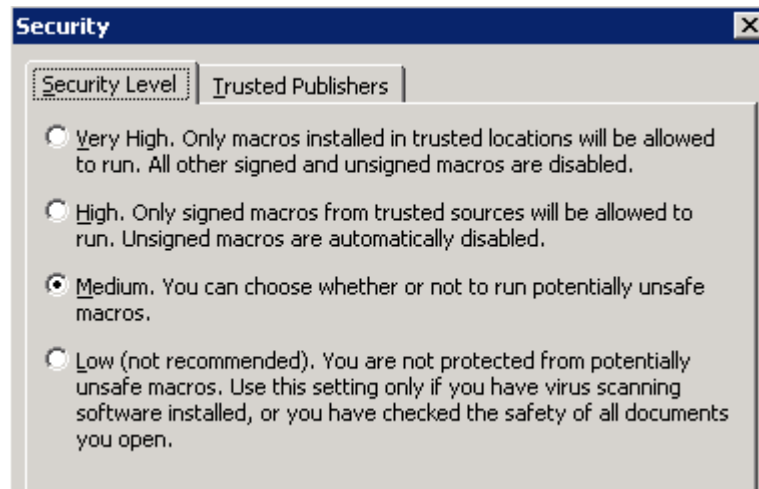 Security
Security Level
Trusted Publishers
Very High. Only macros installed in trusted locations will be allowed
to run. All other signed and unsigned macros are disabled.
High. Only signed macros from trusted sources will be allowed to
run. Unsigned macros are automatically disabled.
Medium. You can choose whether or not to run potentially unsafe
macros.
Low (not recommended). You are not protected from potentially
unsafe macros. Use this setting only if you have virus scanning
software installed, or you have checked the safety of all documents
you open.